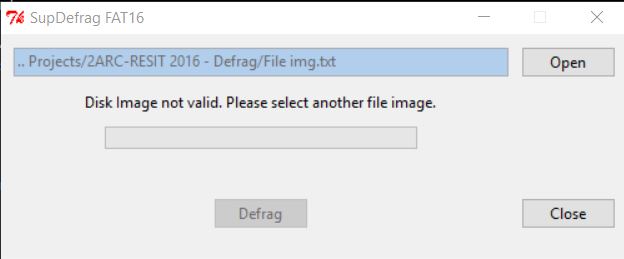 SupDefrag FAT16
.. Projects/2ARC-RESIT 2016 - Defrag/File img.txt
Open
Disk Image not valid. Please select another file image.
Defrag
Close